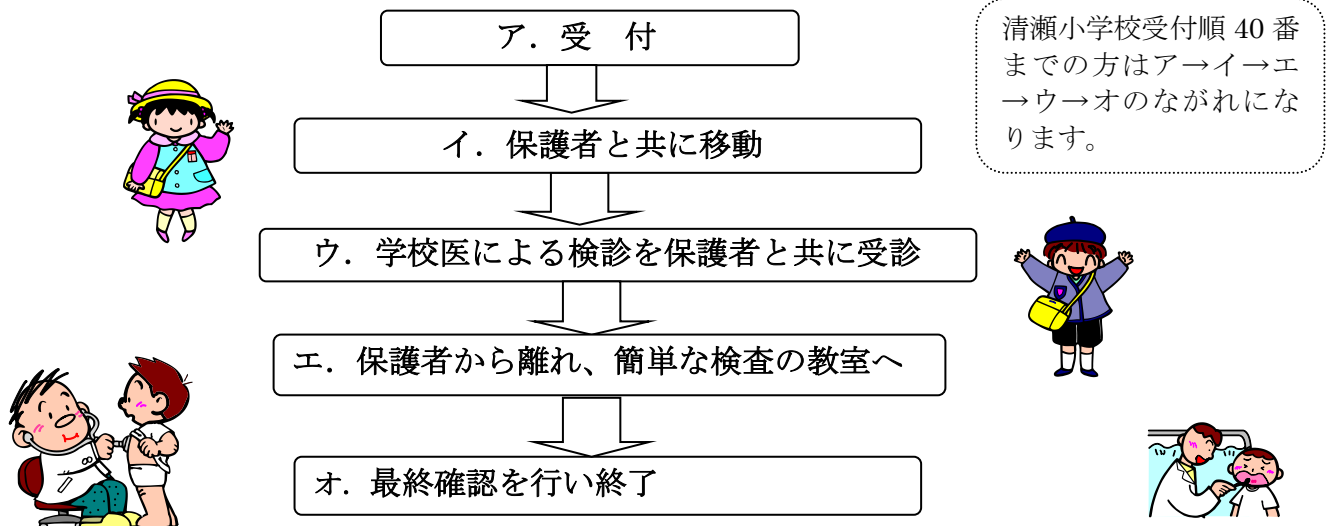 ア．受　付
清瀬小学校受付順 40 番
までの方はア→イ→エ
→ウ→オのながれにな
ります。
イ．保護者と共に移動
ウ．学校医による検診を保護者と共に受診
エ．保護者から離れ、簡単な検査の教室へ
オ．最終確認を行い終了